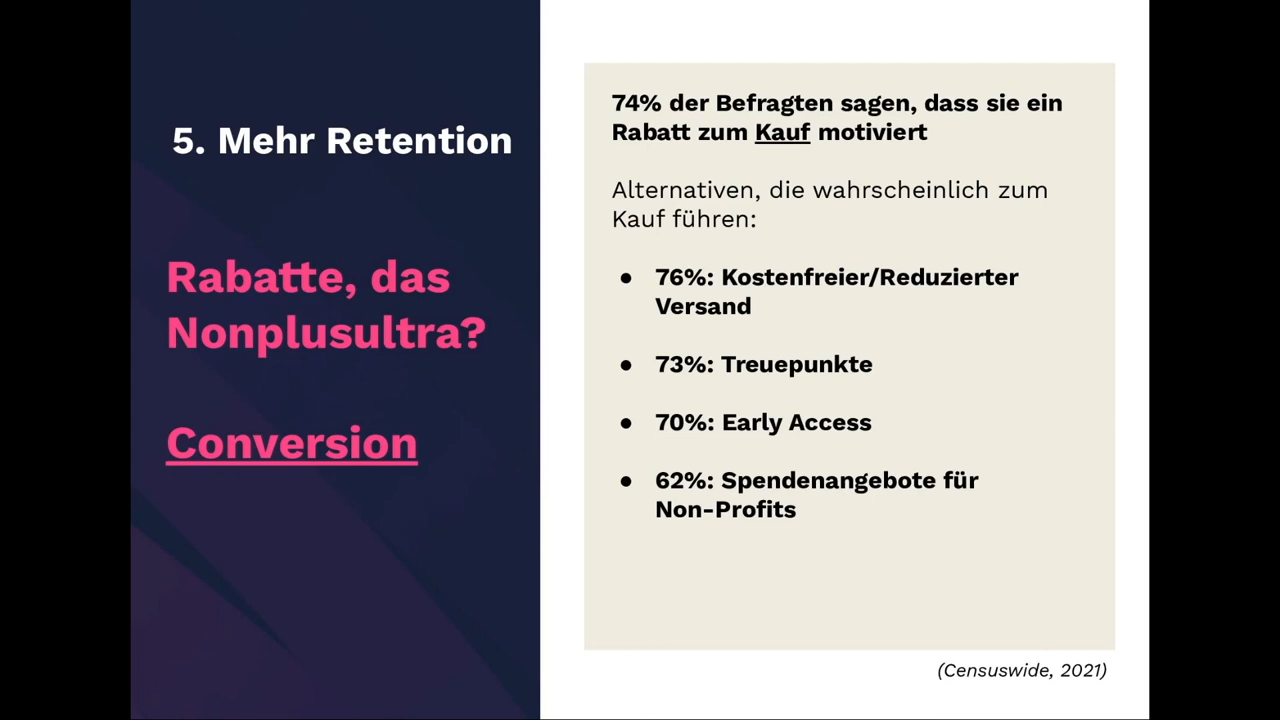 5. Mehr Retention
Rabatte, das
Nonplusultra?
Conversion
74% der Befragten sagen, dass sie ein
Rabatt zum Kauf motiviert
Alternativen, die wahrscheinlich zum
Kauf führen:
● 76%: Kostenfreier/Reduzierter
Versand
● 73%: Treuepunkte
● 70%: Early Access
● 62%: Spendenangebote für
Non-Profits
(Censuswide, 2021)